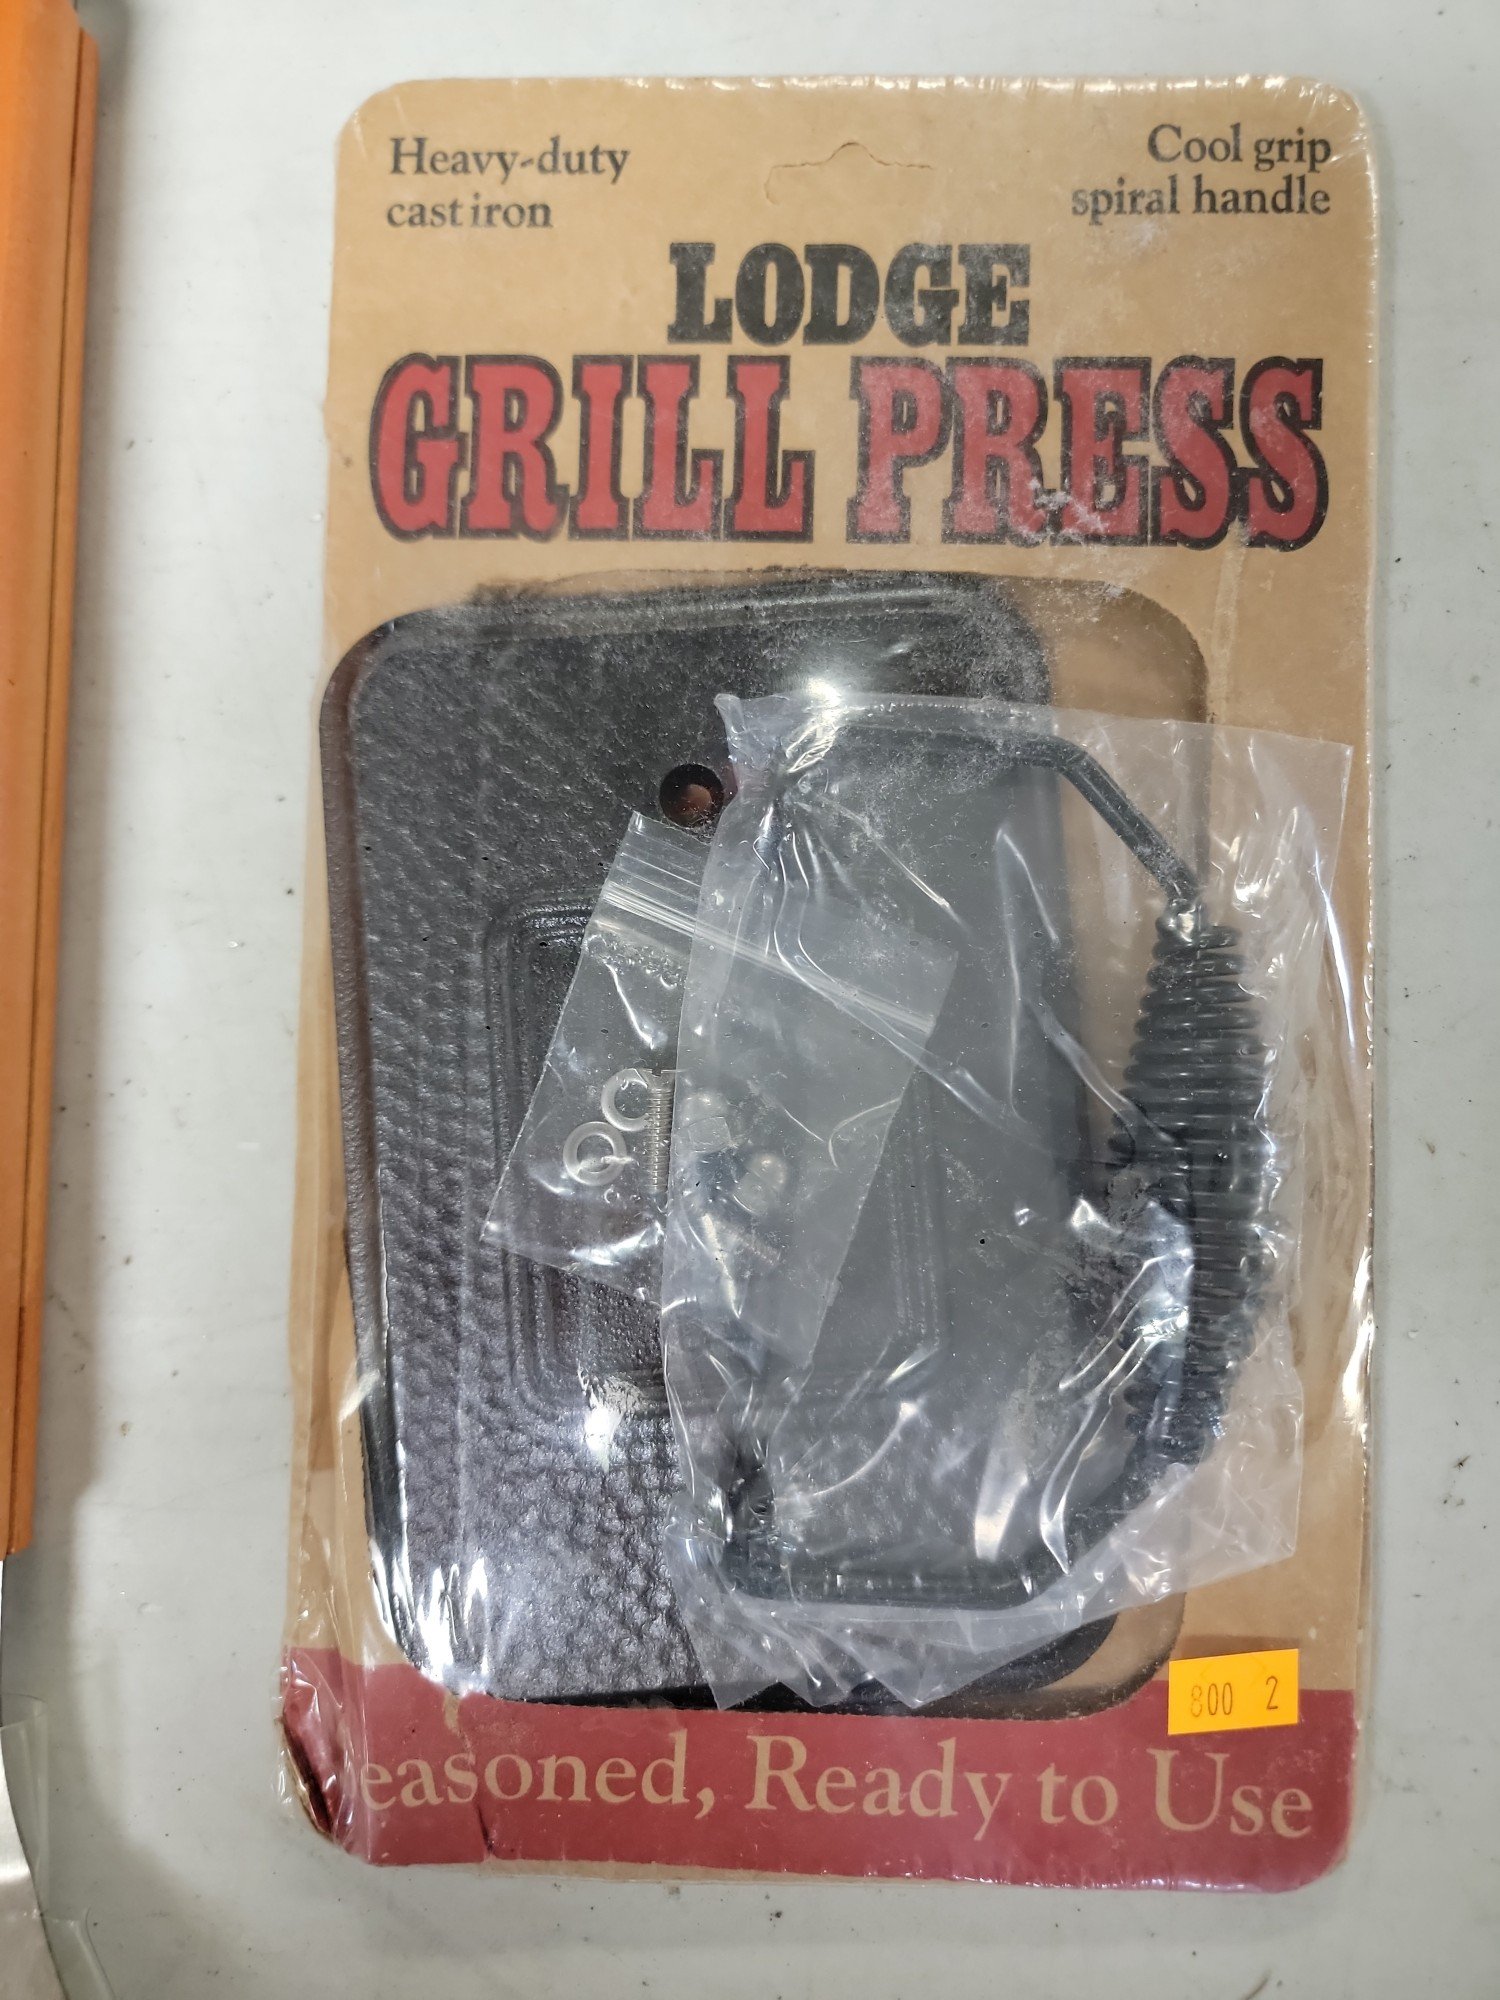 Heavy-duty
cast iron
Cool grip
spiral handle
LODGE
GRILL PRESS
800 2
easoned, Ready to Use